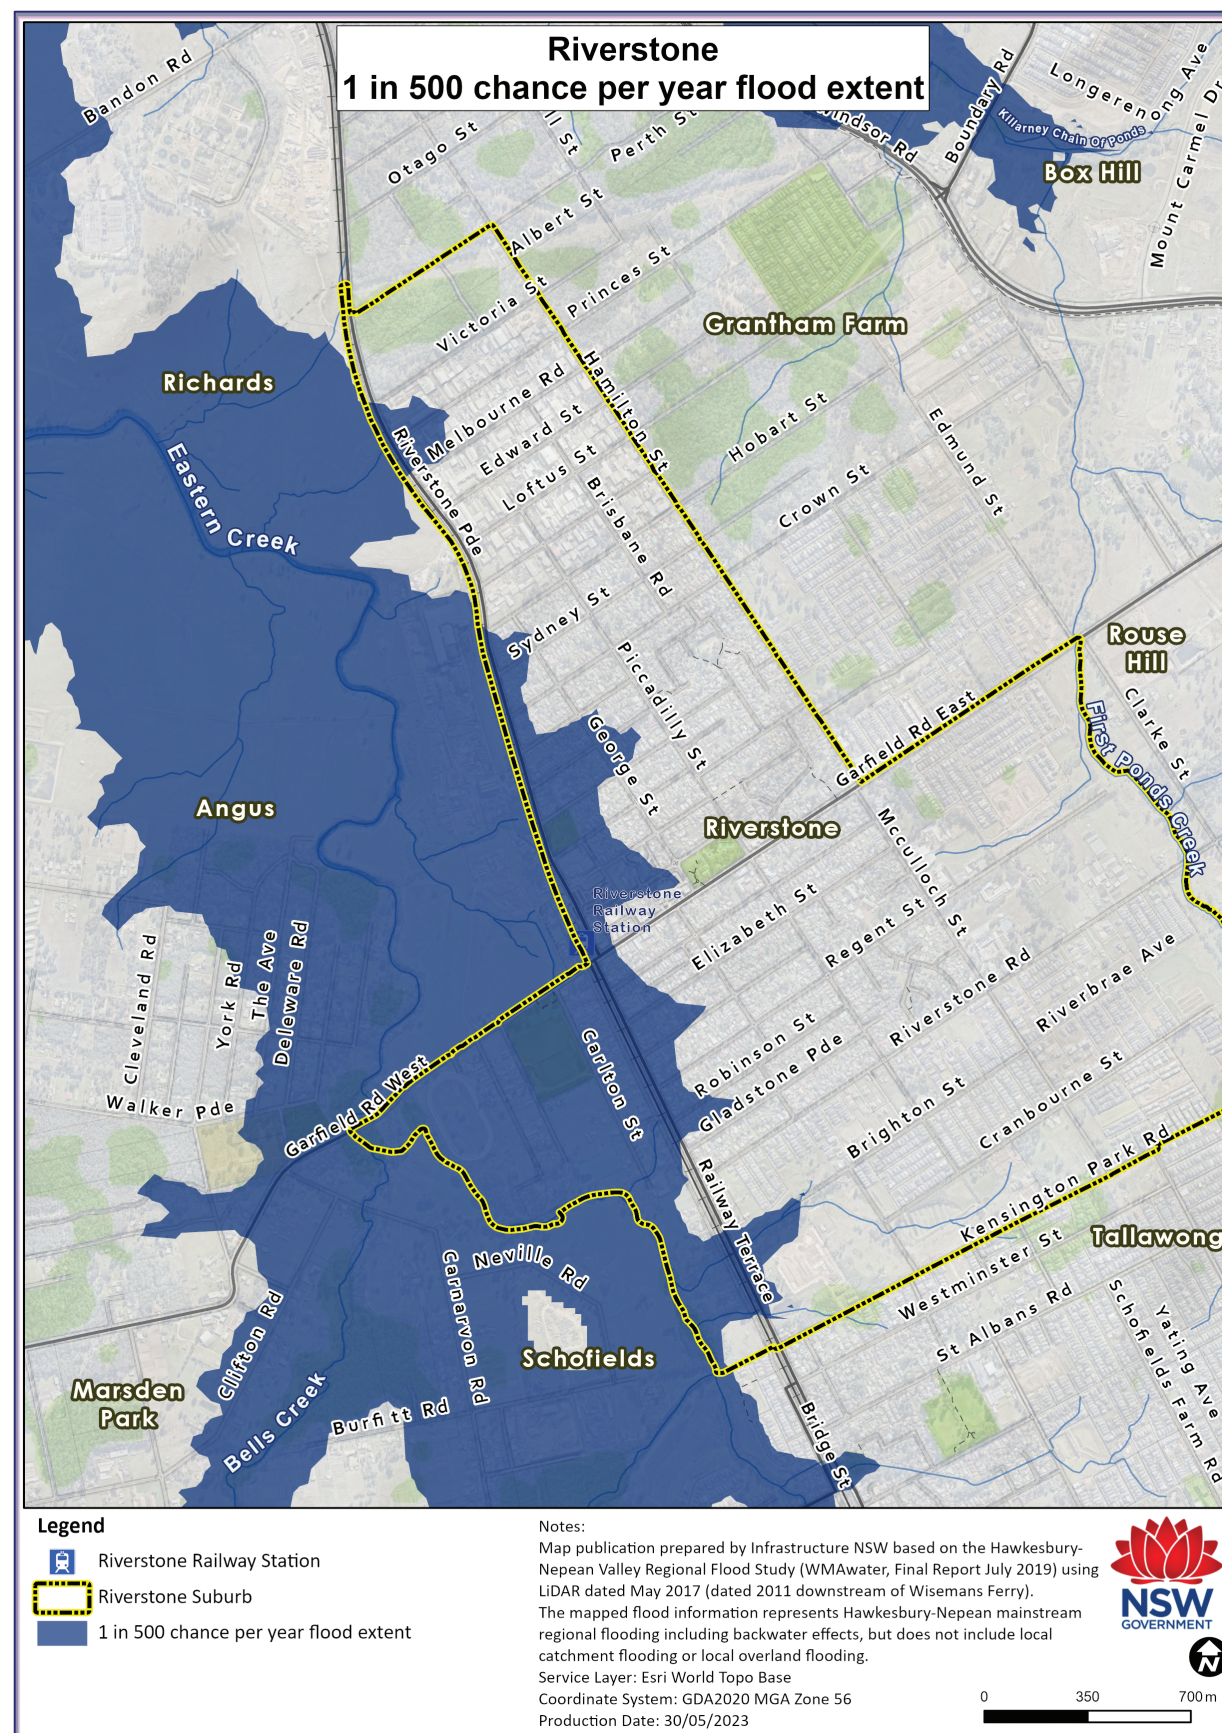 Riverstone
1 in 500 chance per year flood extent
Bandon Rd
Otago St
ll St
Perth St
Windsor Rd
Boundary Rd
Longerenong Ave
Killarney Chain Of Ponds
Box Hill
Mount Carmel Dr
Albert St
Victoria St
Princes St
Grantham Farm
Richards
Melbourne Rd
Hamilton St
Edward St
Loftus St
Hobart St
Edmund St
Riverstone Pde
Eastern Creek
Brisbane Rd
Crown St
Sydney St
Piccadilly St
George St
Rouse
Hill
Clarke St
Garfield Rd East
First Ponds Creek
Angus
Riverstone
Mcculloch St
Riverstone
Railway
Station
Elizabeth St
Regent St
Cleveland Rd
York Rd
The Ave
Deleware Rd
Riverstone Rd
Riverbrae Ave
Robinson St
Gladstone Pde
Carlton St
Garfield Rd West
Walker Pde
Brighton St
Cranbourne St
Railway Terrace
Kensington Park Rd
Westminster St
Tallawong
St Albans Rd
Schofields Farm Rd
Yating Ave
Neville Rd
Carnarvon Rd
Schofields
Clifton Rd
Marsden
Park
Bells Creek
Burfitt Rd
Bridge St
Legend
Riverstone Railway Station
Riverstone Suburb
1 in 500 chance per year flood extent
Notes:
Map publication prepared by Infrastructure NSW based on the Hawkesbury-
Nepean Valley Regional Flood Study (WMAwater, Final Report July 2019) using
LiDAR dated May 2017 (dated 2011 downstream of Wisemans Ferry).
The mapped flood information represents Hawkesbury-Nepean mainstream
regional flooding including backwater effects, but does not include local
catchment flooding or local overland flooding.
Service Layer: Esri World Topo Base
Coordinate System: GDA2020 MGA Zone 56
Production Date: 30/05/2023
NSW
GOVERNMENT
N
0 350 700 m